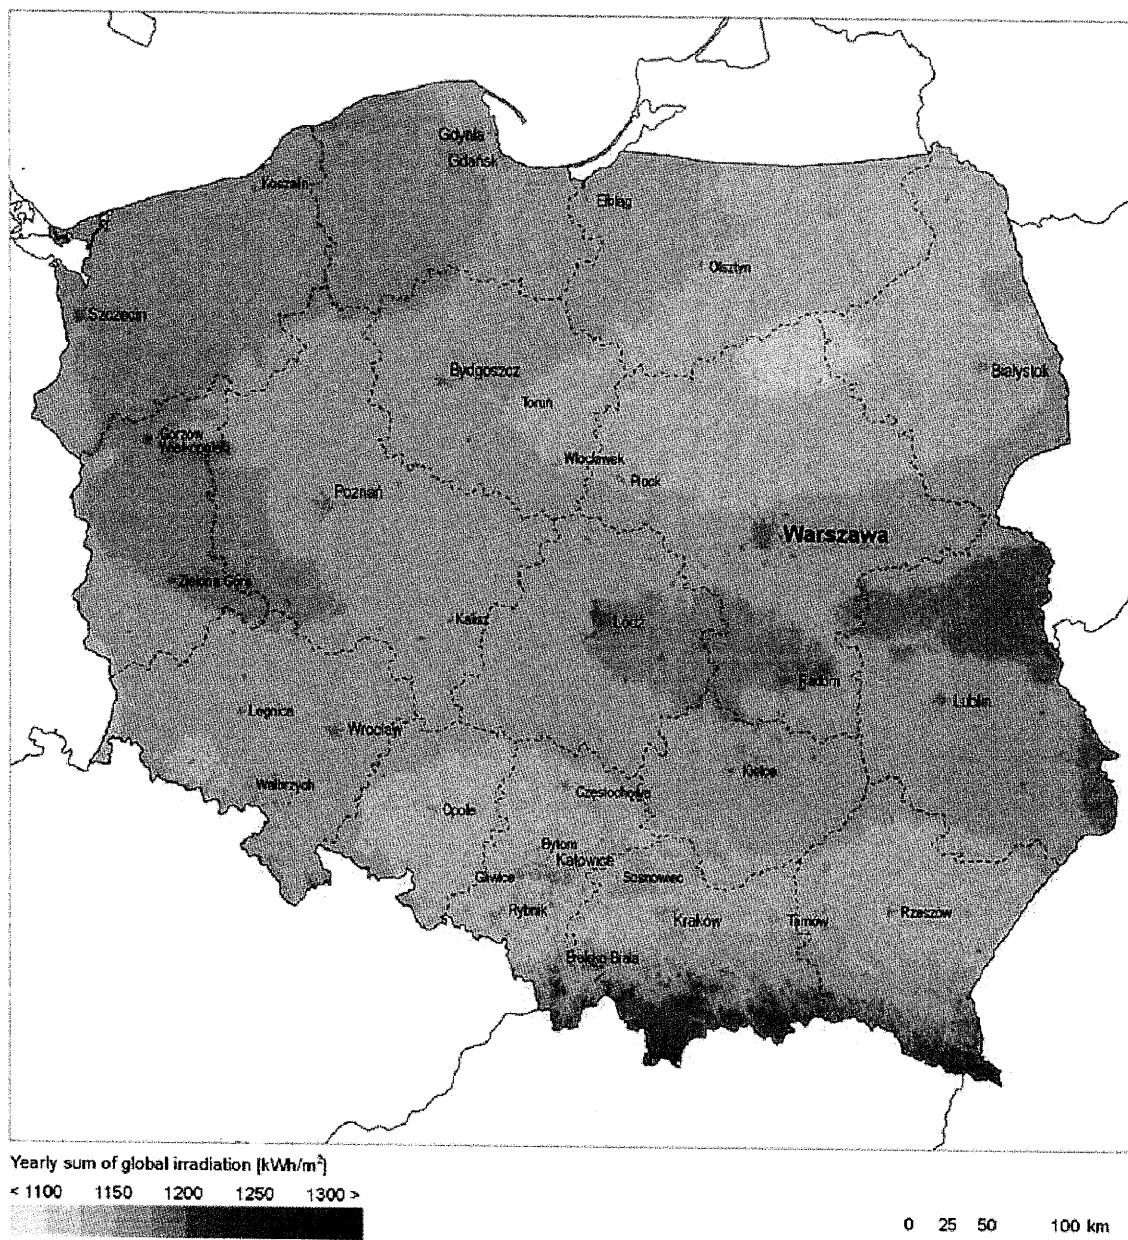 Gdynia
Gdańsk
Koszalin
Elbląg
Olsztyn
Szczecin
Bydgoszcz
Białystok
Toruń
Gorzów
Wielkopolski
Włocławek
Płock
Poznań
Warszawa
Zielona Góra
Kalisz
Łódź
Radom
Legnica
Lublin
Wrocław
Kielce
Wałbrzych
Częstochowa
Opole
Bytom
Katowice
Gliwice
Sosnowiec
Rybnik
Kraków
Tarnów
Rzeszów
Bielsko-Biała
Yearly sum of global irradiation [kWh/m²]
< 1100 1150 1200 1250 1300 >
0 25 50 100 km